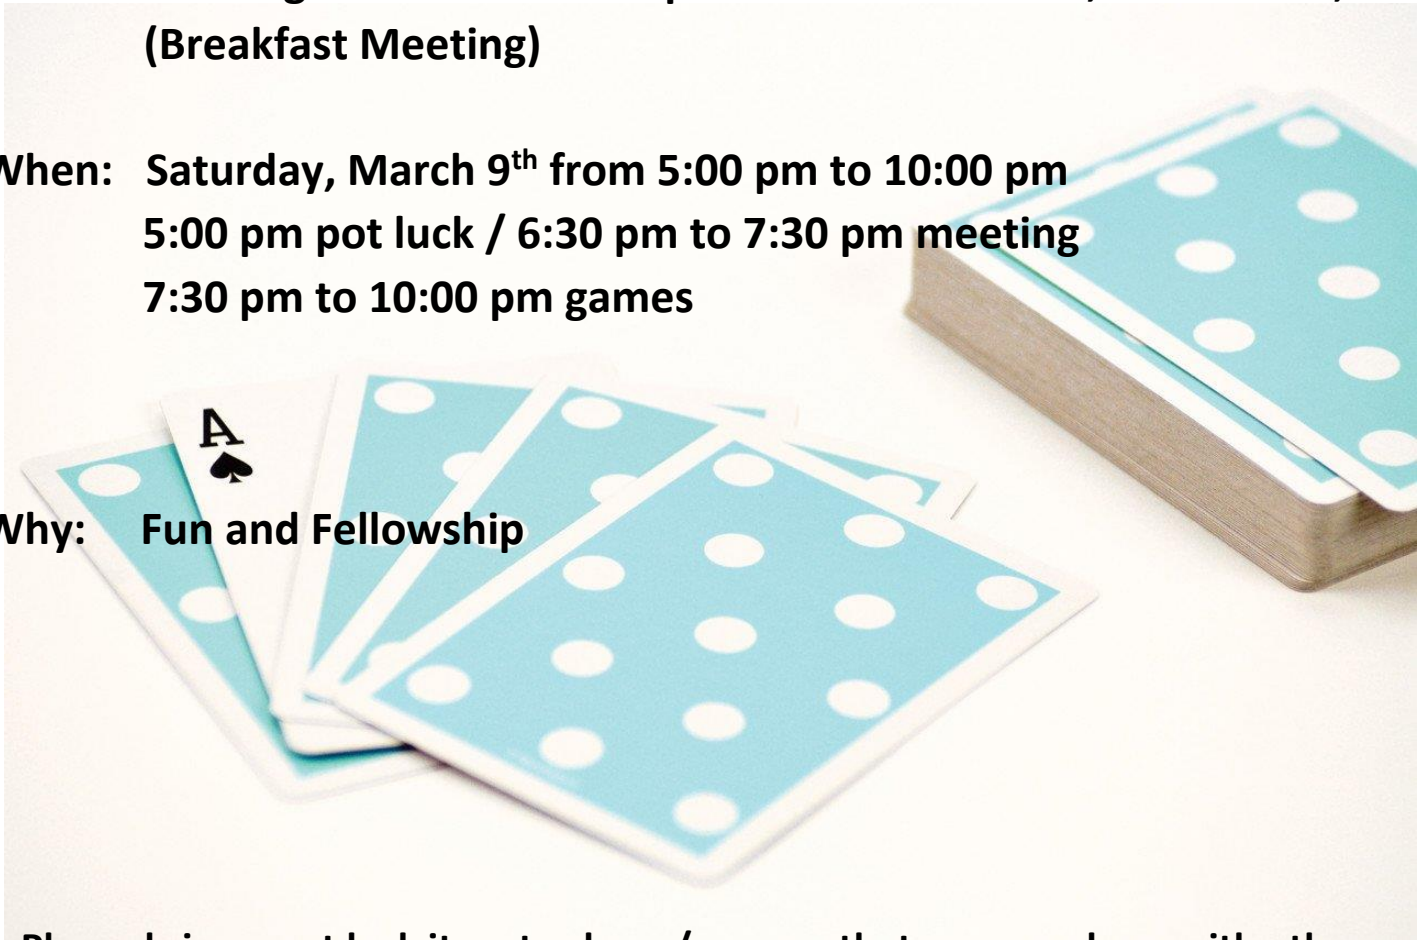 (Breakfast Meeting)
When: Saturday, March 9th from 5:00 pm to 10:00 pm
5:00 pm pot luck / 6:30 pm to 7:30 pm meeting
7:30 pm to 10:00 pm games
A
Why: Fun and Fellowship